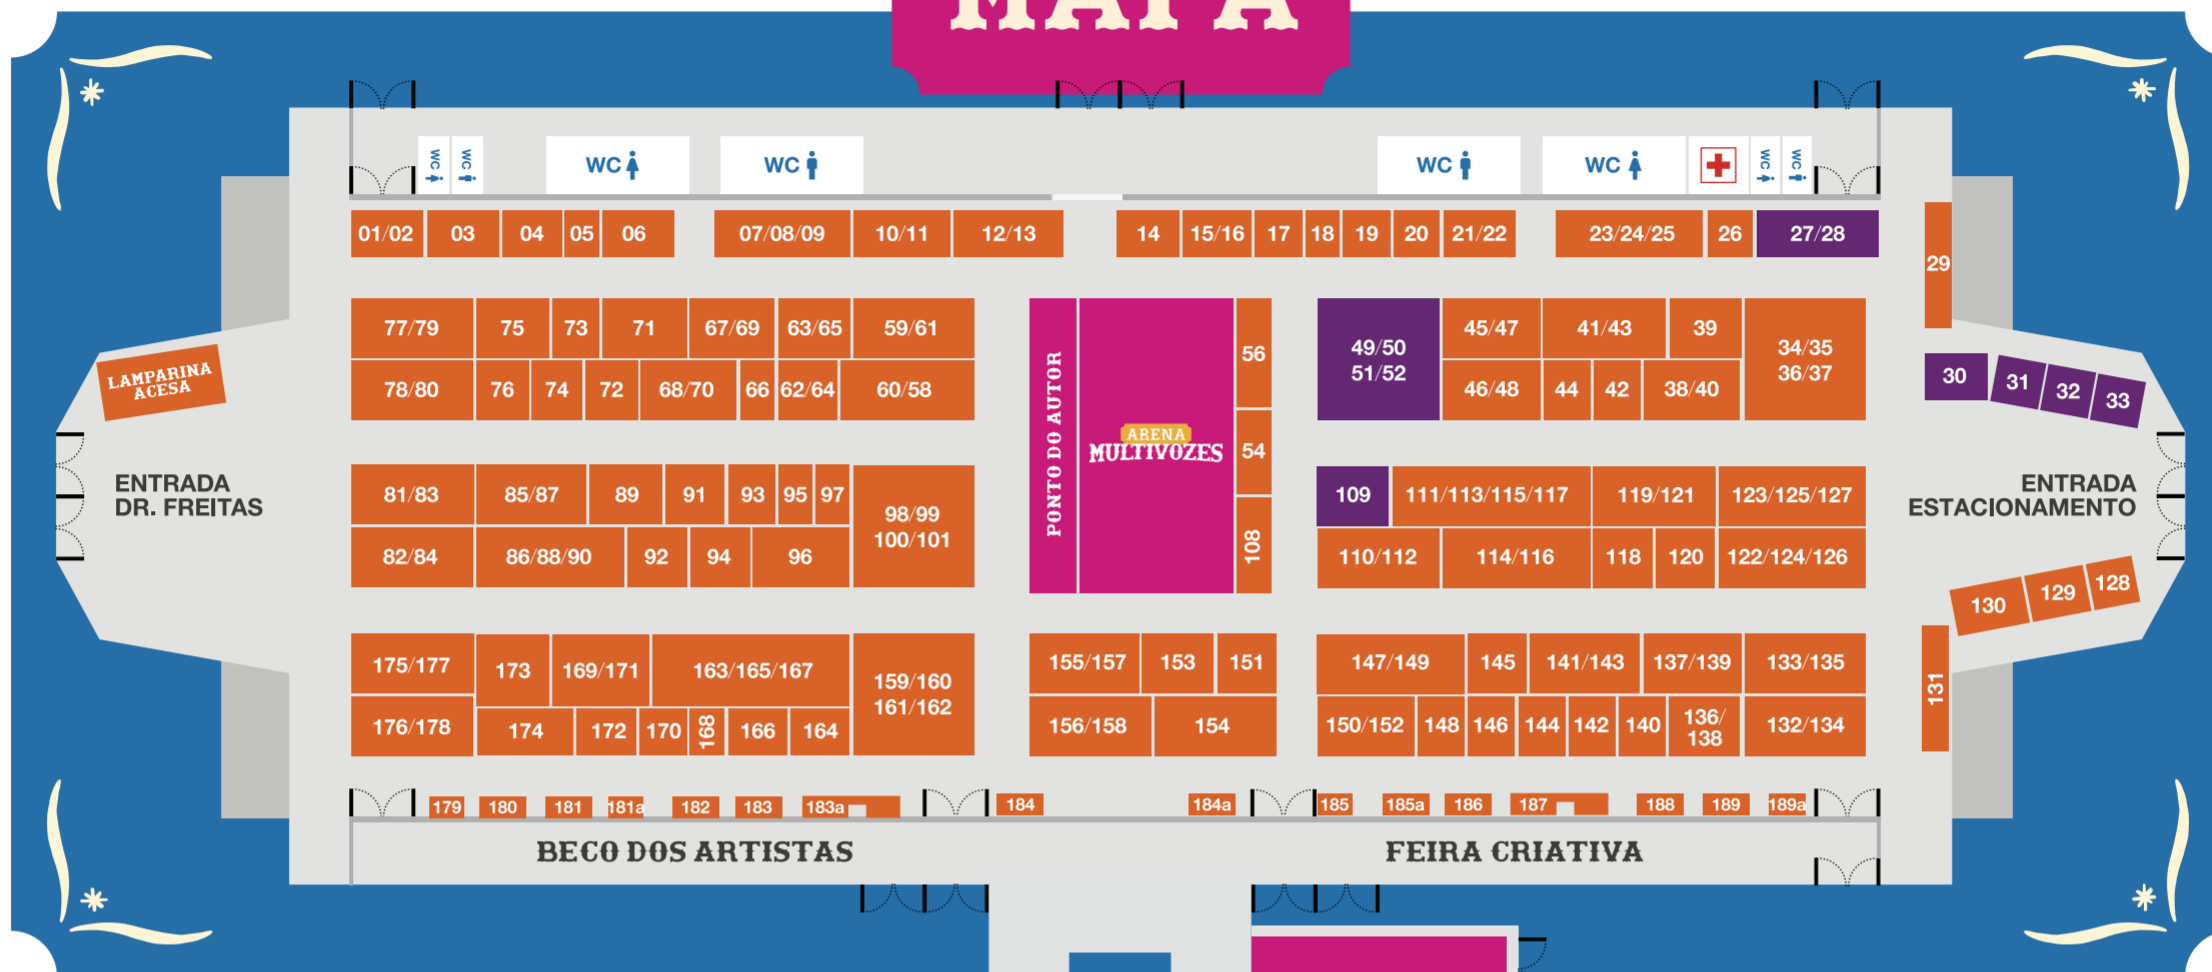 MAPA
WC WC WC WC WC WC WC WC
01/02 03 04 05 06 07/08/09 10/11 12/13 14 15/16 17 18 19 20 21/22 23/24/25 26 27/28
29
77/79 75 73 71 67/69 63/65 59/61
78/80 76 74 72 68/70 66 62/64 60/58
LAMPARINA
ACESA
ENTRADA
DR. FREITAS
81/83 85/87 89 91 93 95 97
82/84 86/88/90 92 94 96
98/99
100/101
PONTO DO AUTOR
ARENA
MULTIVOZES
56
54
108
49/50
51/52
45/47 41/43 39
46/48 44 42 38/40
34/35
36/37
30 31 32 33
109 111/113/115/117 119/121 123/125/127
110/112 114/116 118 120 122/124/126
ENTRADA
ESTACIONAMENTO
130 129 128
131
175/177 173 169/171 163/165/167
176/178 174 172 170 168 166 164
159/160
161/162
155/157 153 151
156/158 154
147/149 145 141/143 137/139 133/135
150/152 148 146 144 142 140 136/
138
132/134
179 180 181 181a 182 183 183a 184 184a 185 185a 186 187 188 189 189a
BECO DOS ARTISTAS
FEIRA CRIATIVA